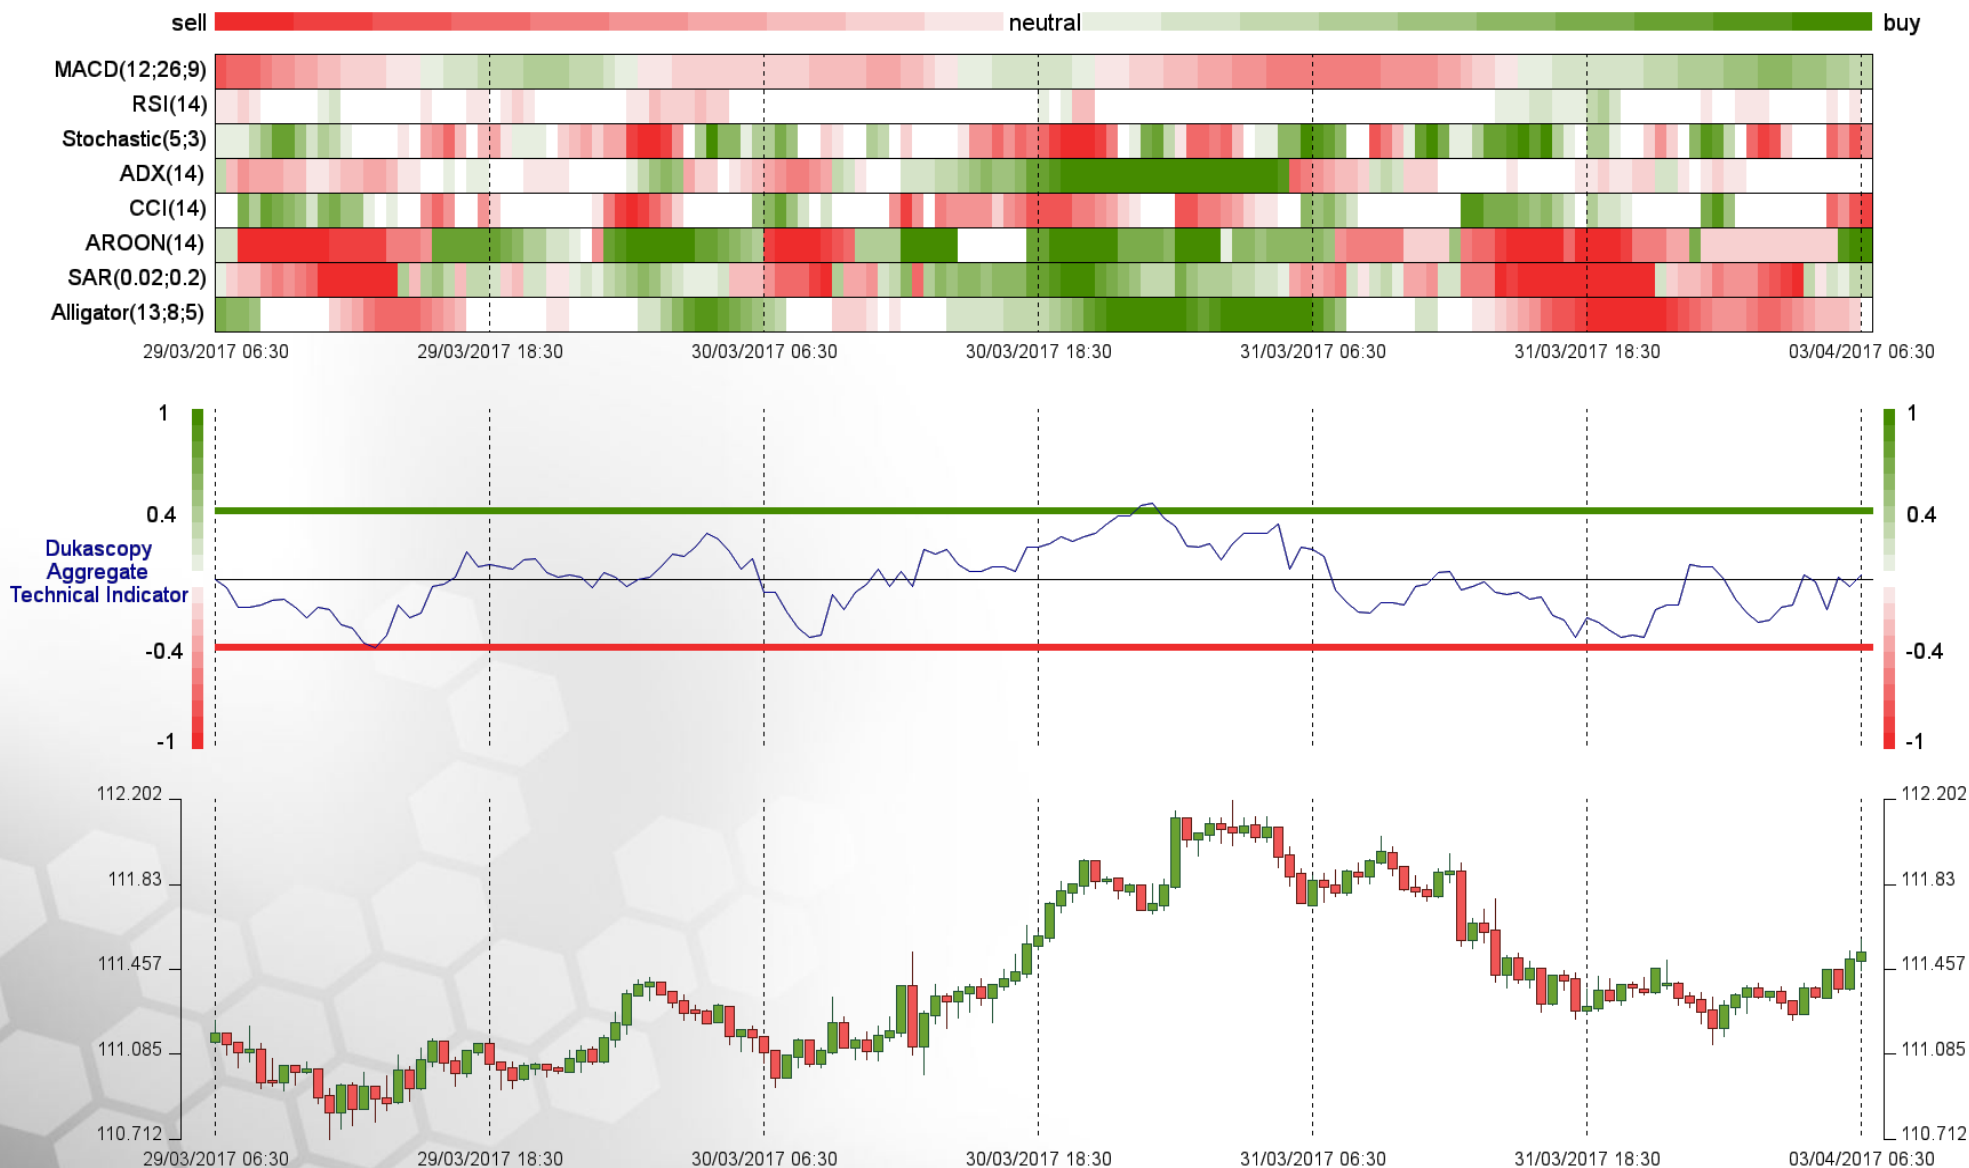 sell neutral buy
MACD(12;26;9)
RSI(14)
Stochastic(5;3)
ADX(14)
CCI(14)
AROON(14)
SAR(0.02;0.2)
Alligator(13;8;5)
29/03/2017 06:30 29/03/2017 18:30 30/03/2017 06:30 30/03/2017 18:30 31/03/2017 06:30 31/03/2017 18:30 03/04/2017 06:30
1 1
0.4 0.4
Dukascopy
Aggregate
Technical Indicator
-0.4 -0.4
-1 -1
112.202 112.202
111.83 111.83
111.457 111.457
111.085 111.085
110.712 110.712
29/03/2017 06:30 29/03/2017 18:30 30/03/2017 06:30 30/03/2017 18:30 31/03/2017 06:30 31/03/2017 18:30 03/04/2017 06:30